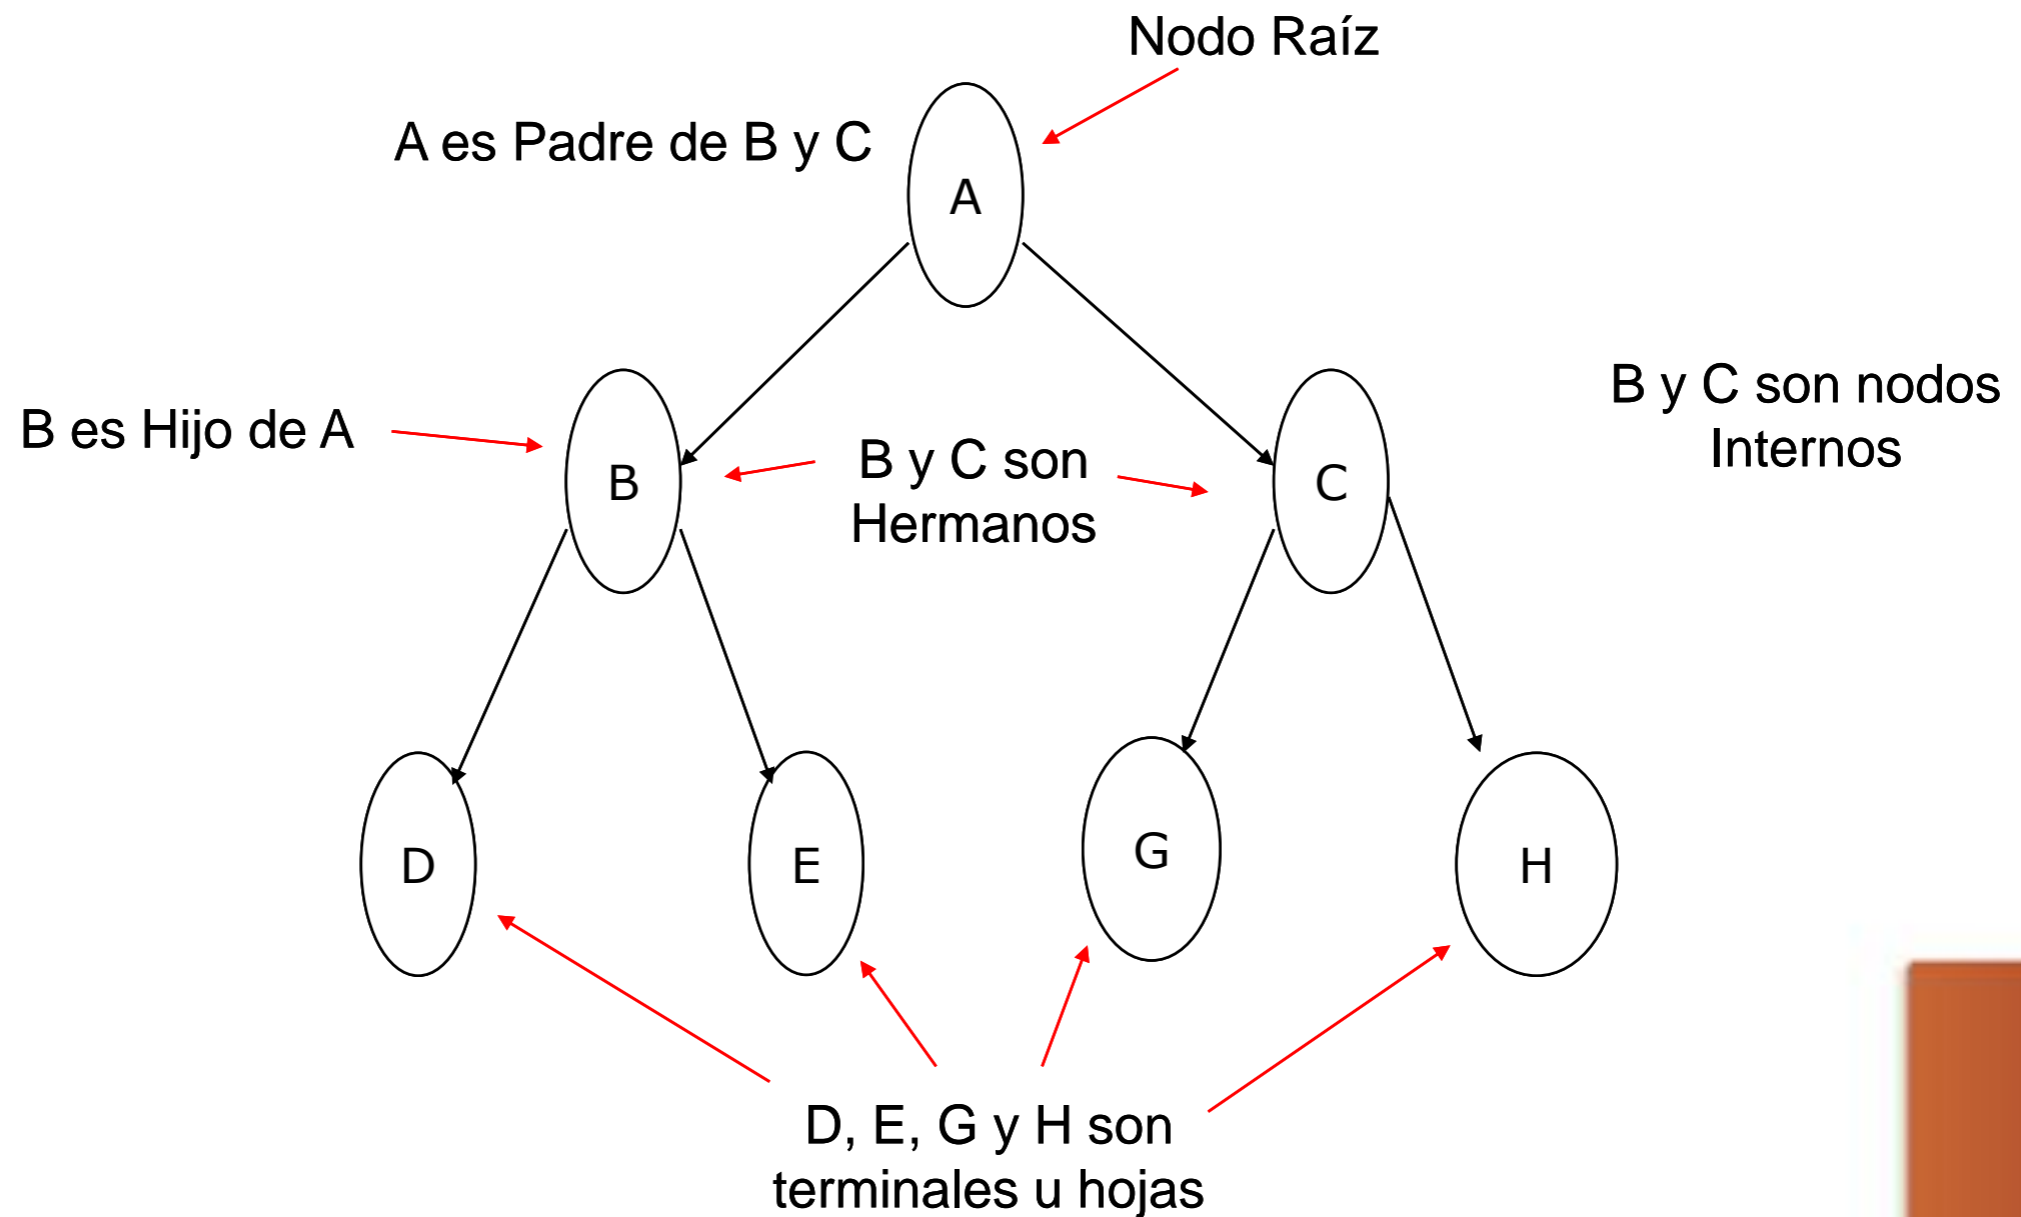 Nodo Raíz
A es Padre de B y C
A
B es Hijo de A
B
B y C son
Hermanos
C
B y C son nodos
Internos
D
E
G
H
D, E, G y H son
terminales u hojas